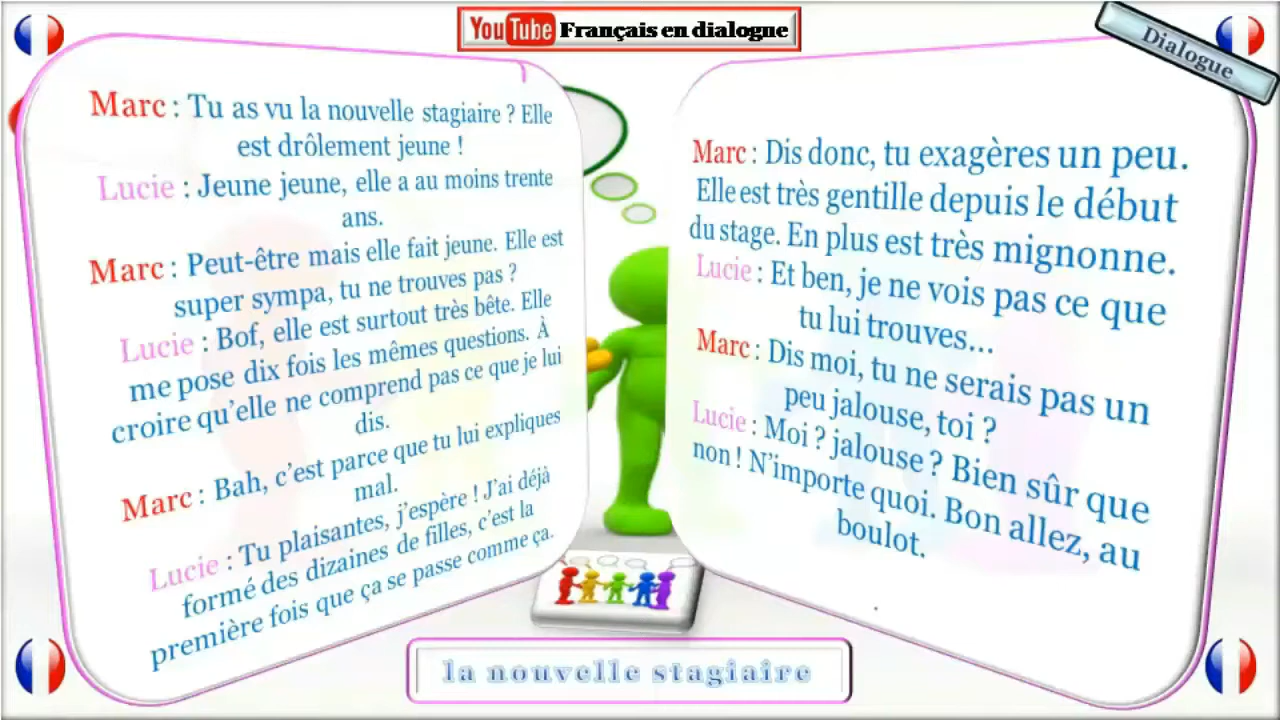 YouTube Français en dialogue
Dialogue
Marc : Tu as vu la nouvelle stagiaire ? Elle
est drôlement jeune !
Lucie : Jeune jeune, elle a au moins trente
ans.
Marc : Peut-être mais elle fait jeune. Elle est
super sympa, tu ne trouves pas ?
Lucie : Bof, elle est surtout très bête. Elle
me pose dix fois les mêmes questions. À
croire qu’elle ne comprend pas ce que je lui
dis.
Marc : Bah, c’est parce que tu lui expliques
mal.
Lucie : Tu plaisantes, j’espère ! J’ai déjà
formé des dizaines de filles, c’est la
première fois que ça se passe comme ça.
Marc : Dis donc, tu exagères un peu.
Elle est très gentille depuis le début
du stage. En plus est très mignonne.
Lucie : Et ben, je ne vois pas ce que
tu lui trouves...
Marc : Dis moi, tu ne serais pas un
peu jalouse, toi ?
Lucie : Moi ? jalouse ? Bien sûr que
non ! N’importe quoi. Bon allez, au
boulot.
la nouvelle stagiaire